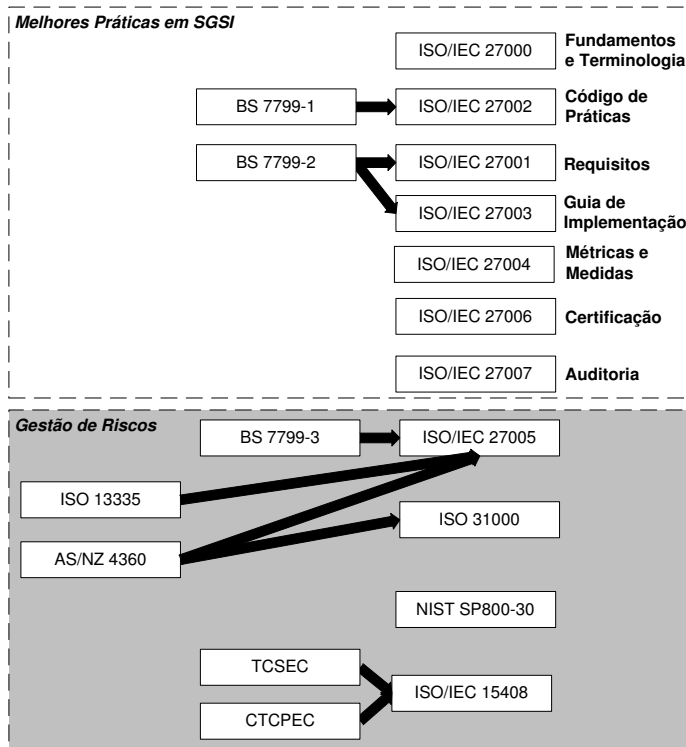 Melhores Práticas em SGSI
ISO/IEC 27000
Fundamentos
e Terminologia
BS 7799-1
ISO/IEC 27002
Código de
Práticas
BS 7799-2
ISO/IEC 27001
Requisitos
ISO/IEC 27003
Guia de
Implementação
ISO/IEC 27004
Métricas e
Medidas
ISO/IEC 27006
Certificação
ISO/IEC 27007
Auditoria
Gestão de Riscos
BS 7799-3
ISO/IEC 27005
ISO 13335
ISO 31000
AS/NZ 4360
NIST SP800-30
TCSEC
ISO/IEC 15408
CTCPEC